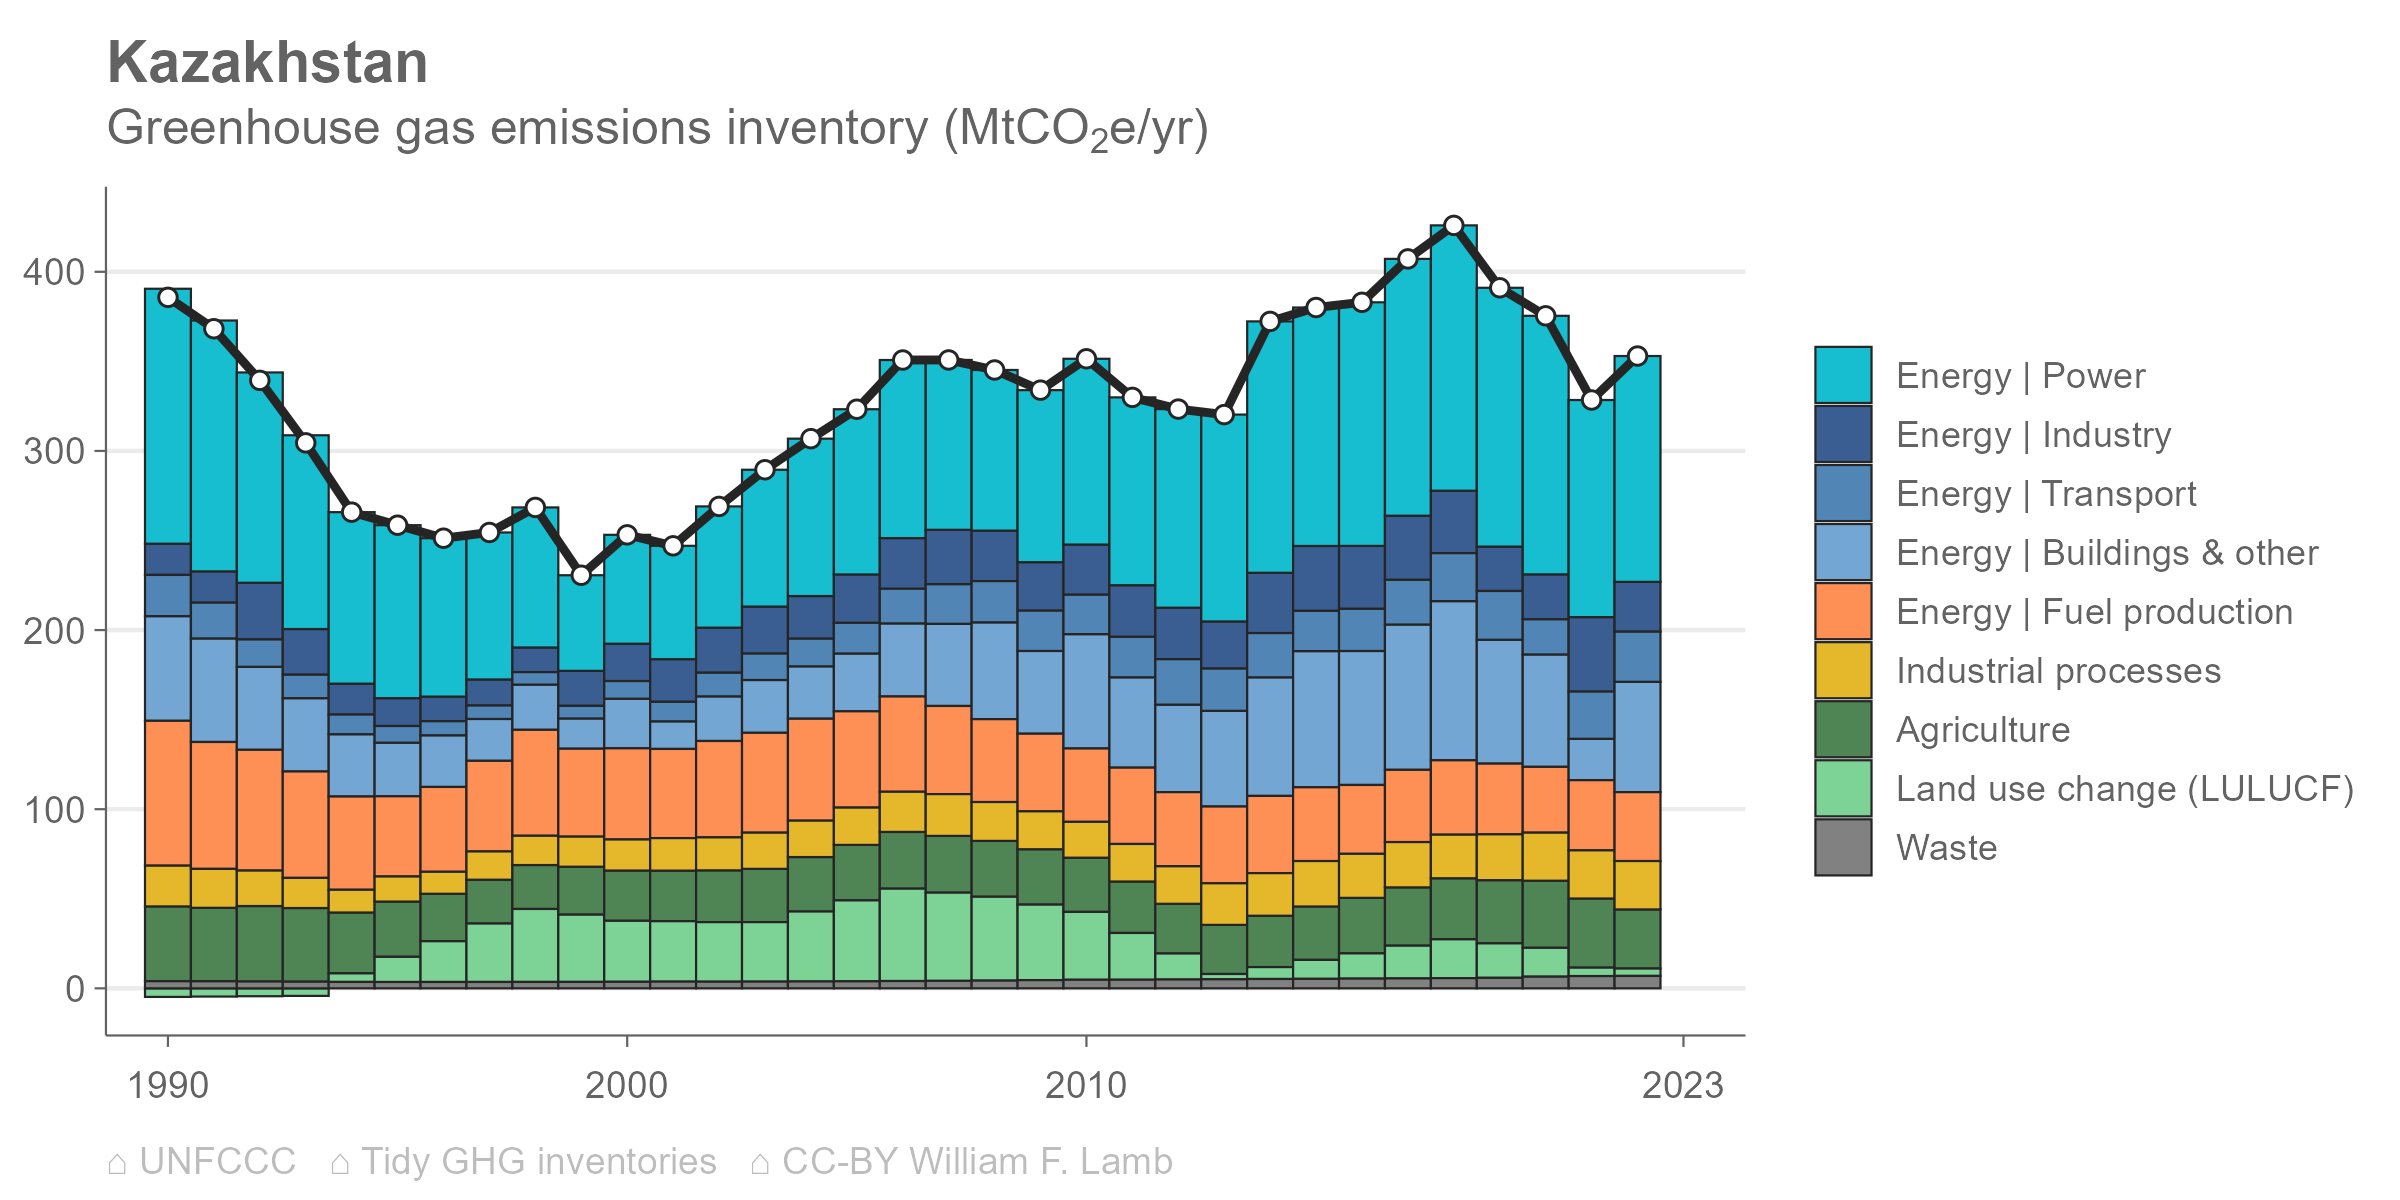 Kazakhstan
Greenhouse gas emissions inventory (MtCO₂e/yr)
400
300
200
100
0
1990
2000
2010
2023
Energy | Power
Energy | Industry
Energy | Transport
Energy | Buildings & other
Energy | Fuel production
Industrial processes
Agriculture
Land use change (LULUCF)
Waste
⌂ UNFCCC ⌂ Tidy GHG inventories ⌂ CC-BY William F. Lamb